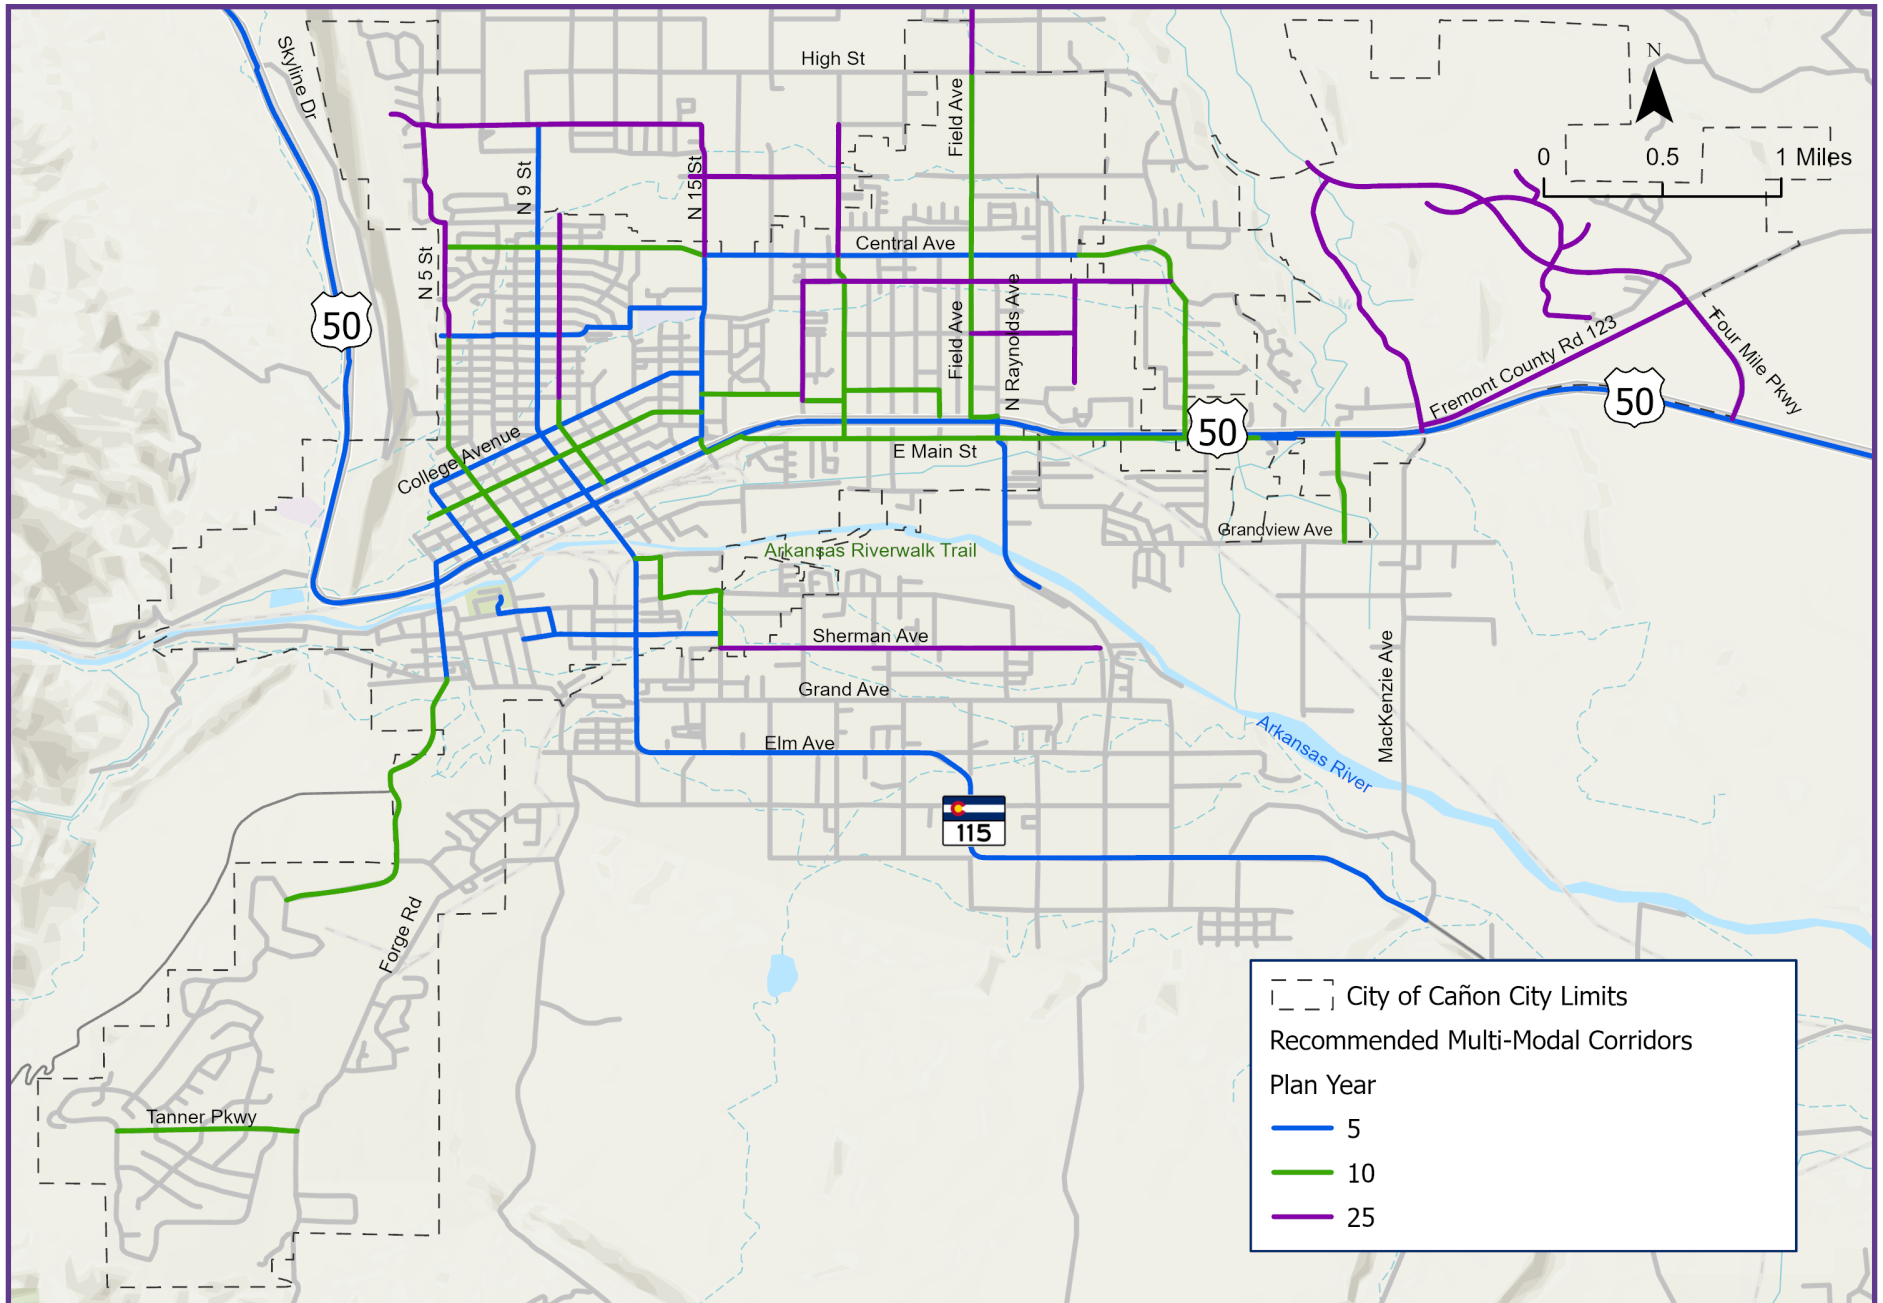 High St
Skyline Dr
Field Ave
N
0 0.5 1 Miles
N 9 St
N 15 St
N 5 St
Central Ave
50
Field Ave
N Raynolds Ave
Fremont County Rd 123
Four Mile Pkwy
50
50
College Avenue
E Main St
Grandview Ave
Arkansas Riverwalk Trail
Sherman Ave
Grand Ave
MacKenzie Ave
Elm Ave
Arkansas River
115
Forge Rd
Tanner Pkwy
City of Cañon City Limits
Recommended Multi-Modal Corridors
Plan Year
5
10
25